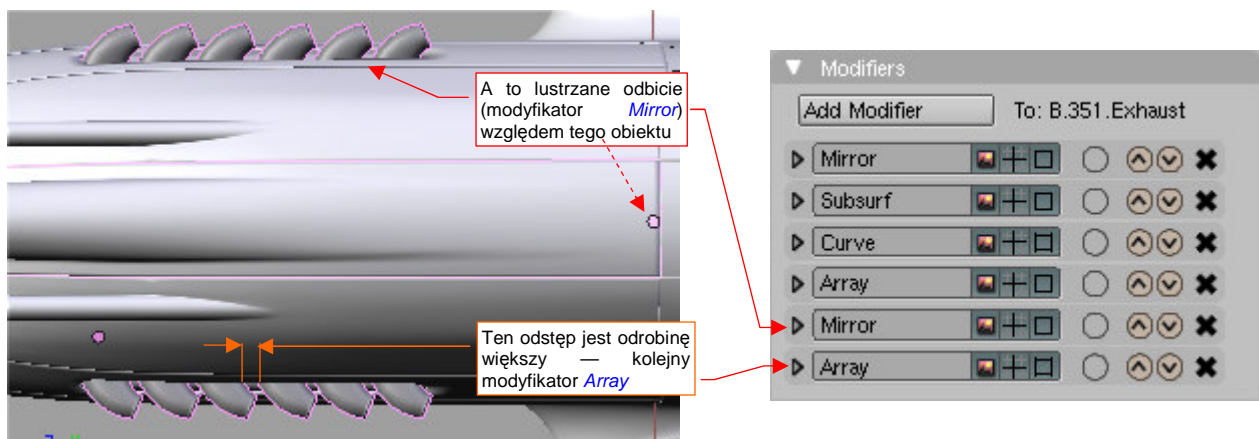 A to lustrzane odbicie
(modyfikator Mirror)
względem tego obiektu
Ten odstęp jest odrobinę
większy — kolejny
modyfikator Array
Modifiers
Add Modifier To: B.351.Exhaust
Mirror
Subsurf
Curve
Array
Mirror
Array